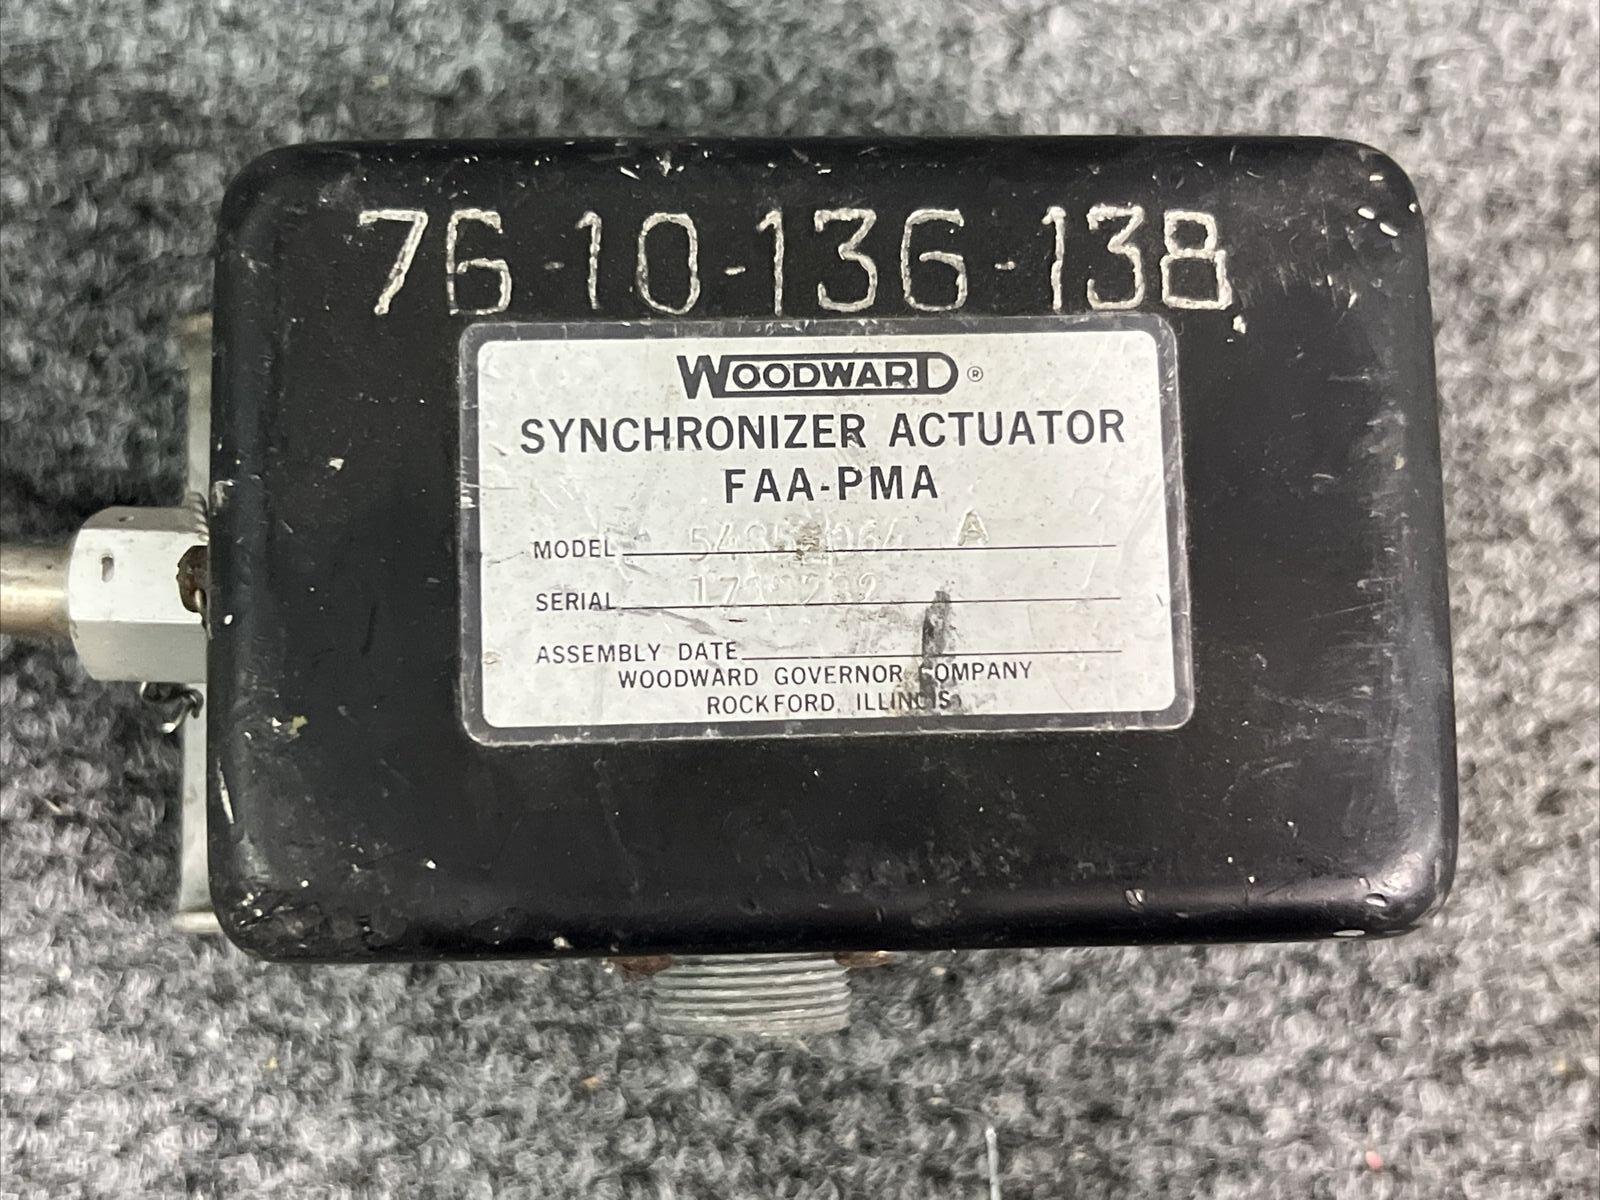 76-10-136-138
WOODWARD®
SYNCHRONIZER ACTUATOR
FAA-PMA
MODEL A
SERIAL
ASSEMBLY DATE
WOODWARD GOVERNOR COMPANY
ROCKFORD, ILLINOIS